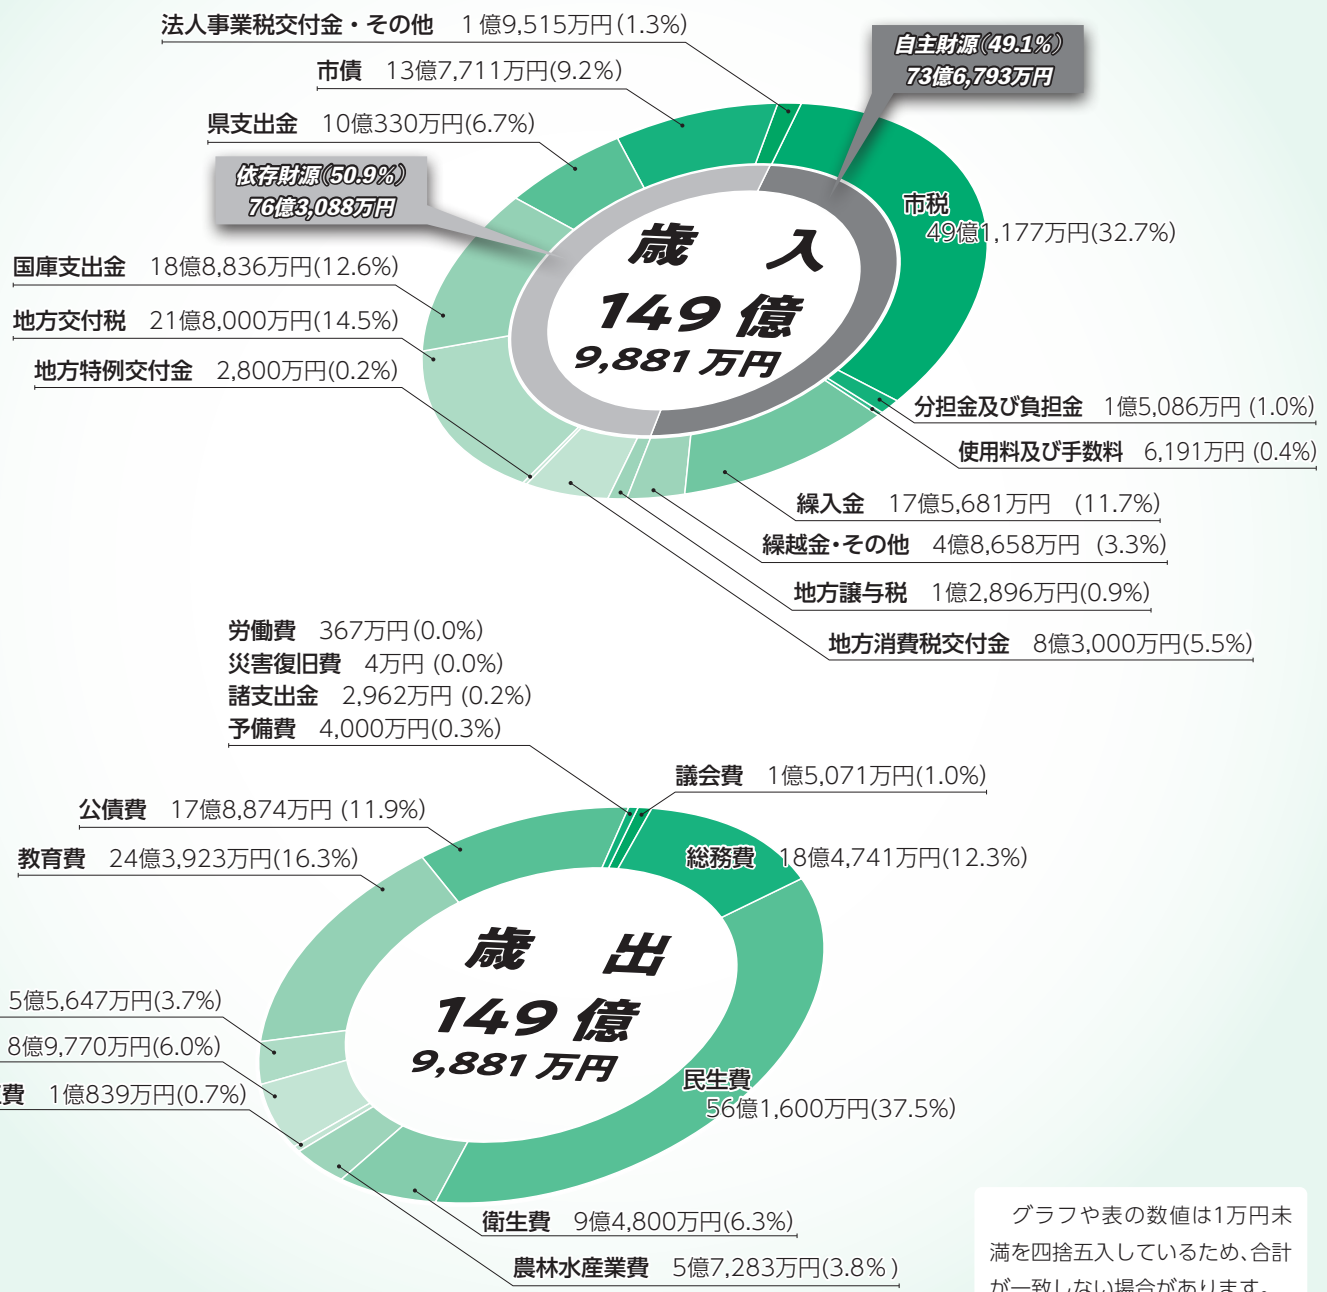 法人事業税交付金・その他 1億9,515万円(1.3%)
自主財源(49.1%)
73億6,793万円
市債 13億7,711万円(9.2%)
県支出金 10億330万円(6.7%)
依存財源(50.9%)
76億3,088万円
市税
49億1,177万円(32.7%)
歳 入
149億
9,881万円
国庫支出金 18億8,836万円(12.6%)
地方交付税 21億8,000万円(14.5%)
地方特例交付金 2,800万円(0.2%)
分担金及び負担金 1億5,086万円 (1.0%)
使用料及び手数料 6,191万円 (0.4%)
繰入金 17億5,681万円 (11.7%)
繰越金・その他 4億8,658万円 (3.3%)
地方譲与税 1億2,896万円(0.9%)
地方消費税交付金 8億3,000万円(5.5%)
労働費 367万円(0.0%)
災害復旧費 4万円 (0.0%)
諸支出金 2,962万円 (0.2%)
予備費 4,000万円(0.3%)
議会費 1億5,071万円(1.0%)
公債費 17億8,874万円 (11.9%)
教育費 24億3,923万円(16.3%)
総務費 18億4,741万円(12.3%)
歳 出
149億
9,881万円
5億5,647万円(3.7%)
8億9,770万円(6.0%)
費 1億839万円(0.7%)
民生費
56億1,600万円(37.5%)
衛生費 9億4,800万円(6.3%)
農林水産業費 5億7,283万円(3.8%)
グラフや表の数値は1万円未
満を四捨五入しているため、合計
が一致しない場合があります。